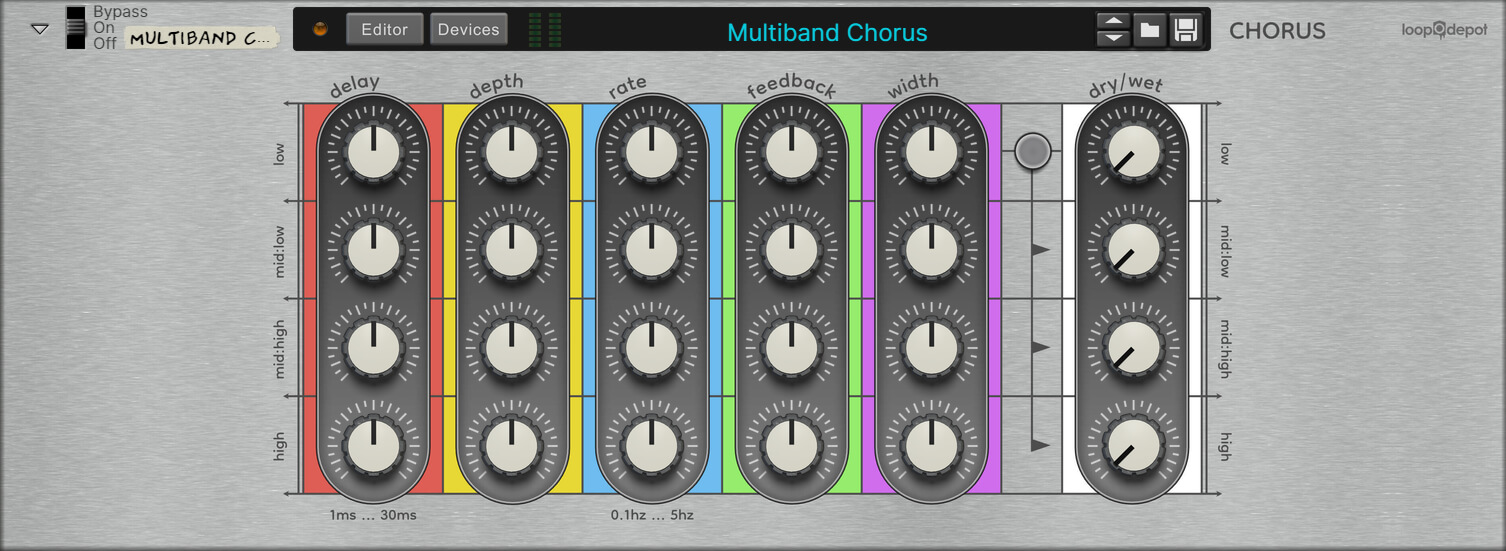 Bypass
On
Off
MULTIBAND C...
Editor
Devices
Multiband Chorus
CHORUS
loopdepot
delay
depth
rate
feedback
width
dry/wet
low
low
mid:low
mid:low
mid:high
mid:high
high
high
1ms ... 30ms
0.1hz ... 5hz